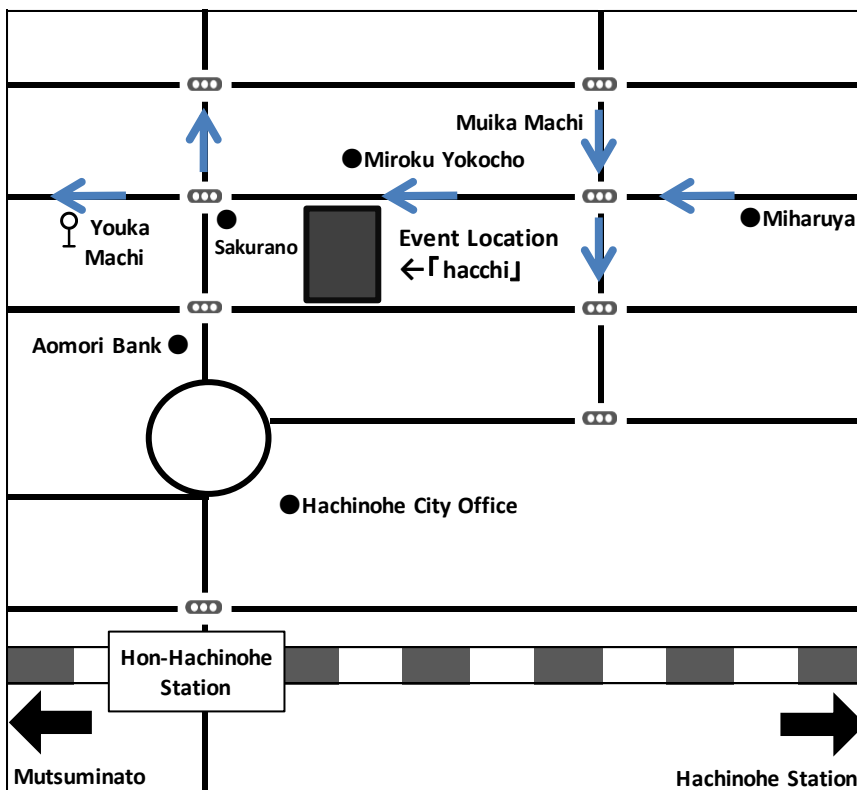 Muika Machi
Miroku Yokocho
Miharuya
Youka
Machi
Sakurano
Event Location
←「hacchi」
Aomori Bank
Hachinohe City Office
Hon-Hachinohe
Station
Mutsuminato
Hachinohe Station